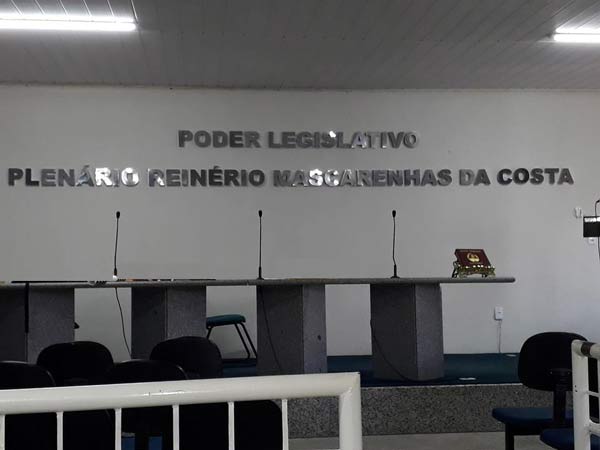 PODER LEGISLATIVO
PLENÁRIO REINÉRIO MASCARENHAS DA COSTA